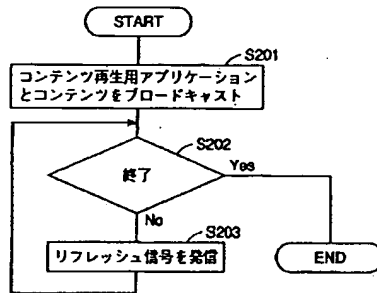 START
S201
コンテンツ再生用アプリケーション
とコンテンツをブロードキャスト
S202
終了
Yes
No
S203
リフレッシュ信号を発信
END